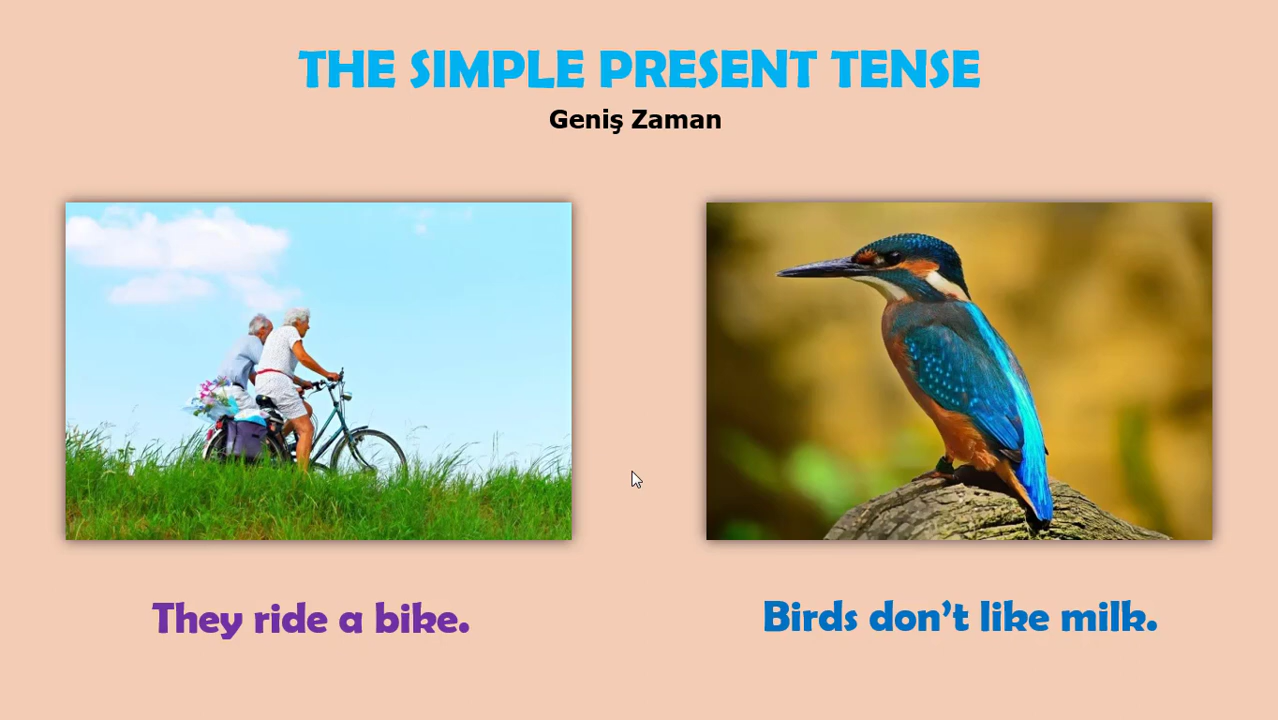 THE SIMPLE PRESENT TENSE
Geniş Zaman
They ride a bike.
Birds don’t like milk.